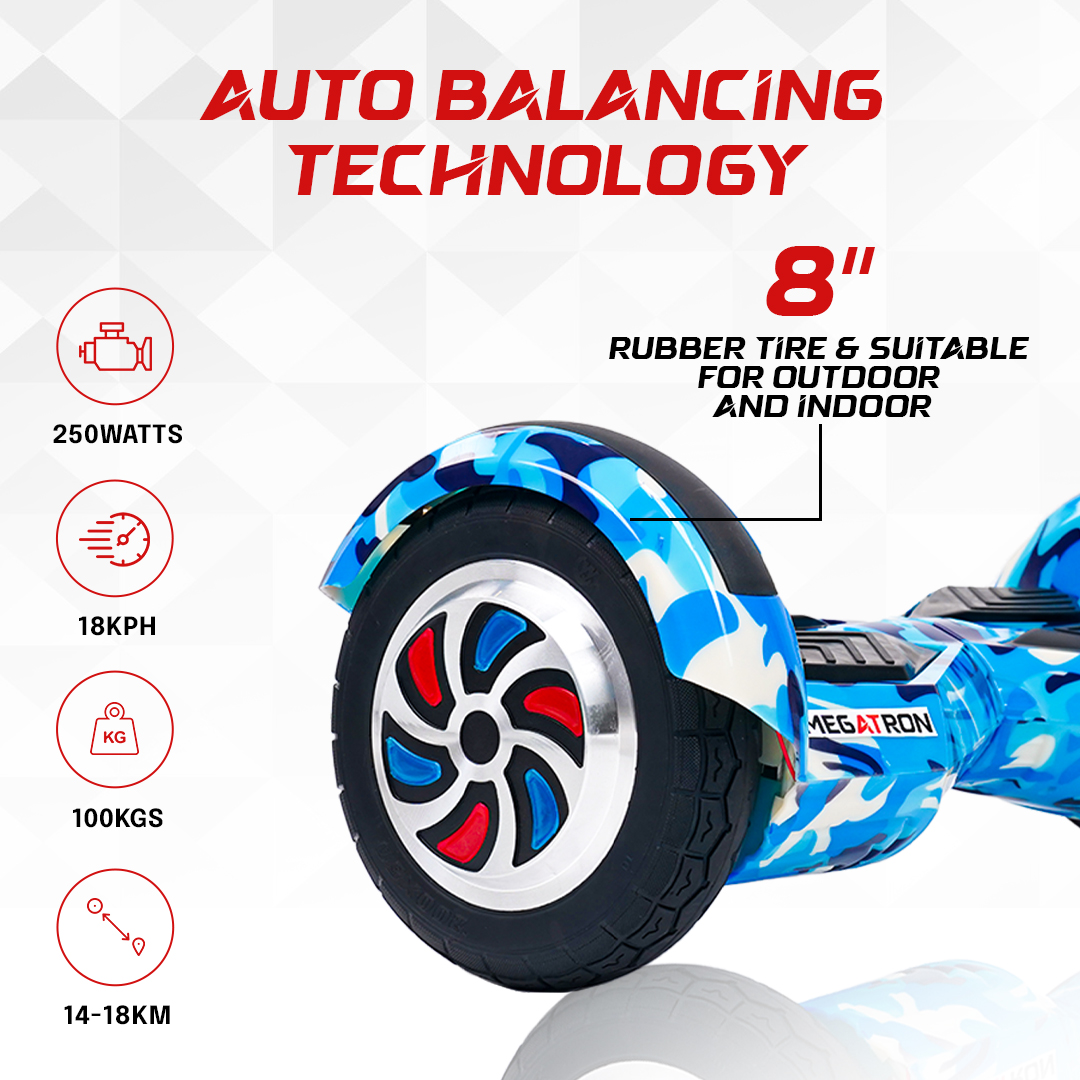 AUTO BALANCING
TECHNOLOGY
8"
RUBBER TIRE & SUITABLE
FOR OUTDOOR
AND INDOOR
250WATTS
18KPH
KG
100KGS
14-18KM
MEGATRON